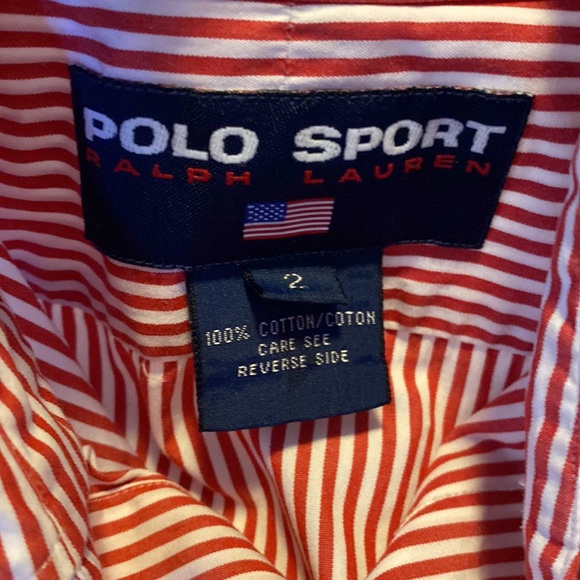 POLO SPORT
RALPH LAUREN
2
100% COTTON/COTON
CARE SEE
REVERSE SIDE